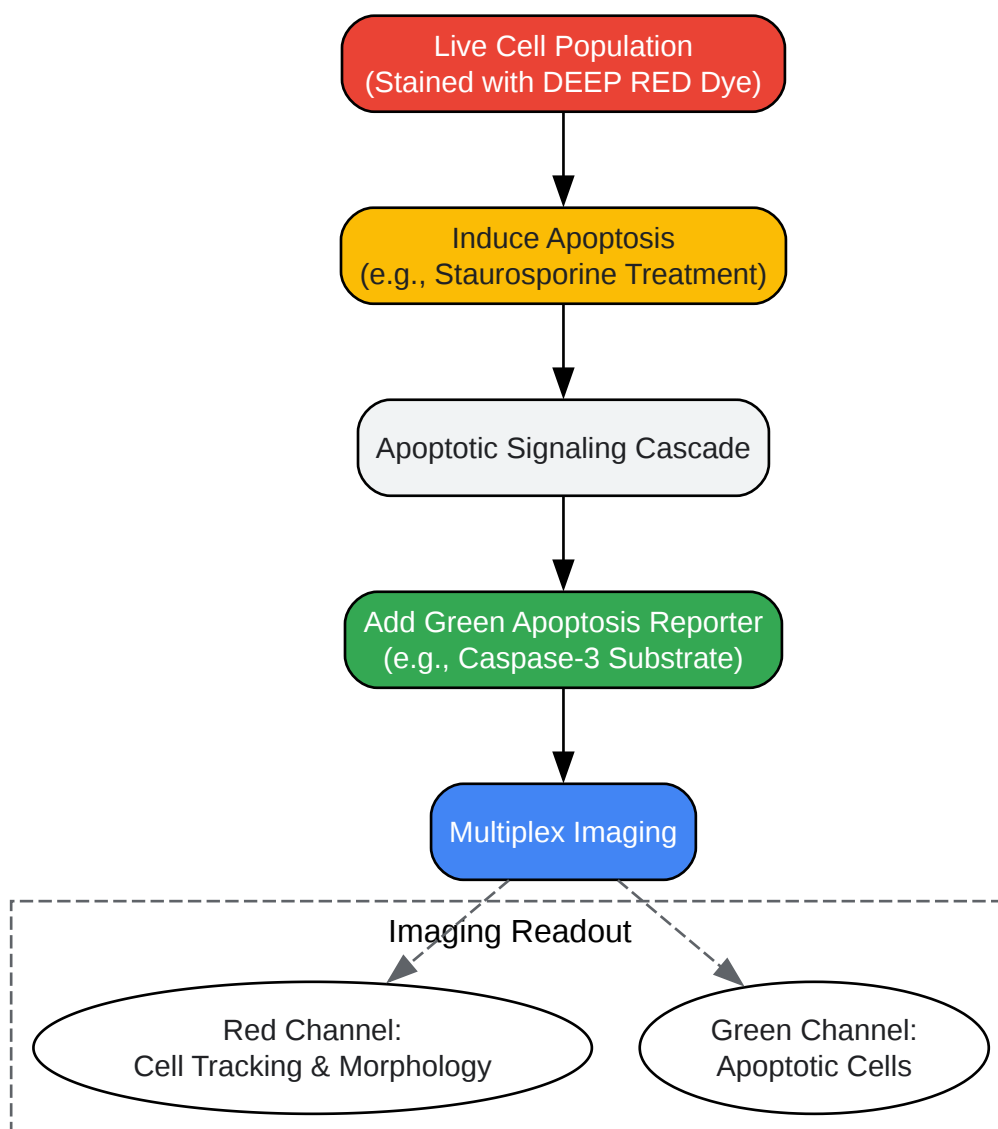 Live Cell Population
(Stained with DEEP RED Dye)
Induce Apoptosis
(e.g., Staurosporine Treatment)
Apoptotic Signaling Cascade
Add Green Apoptosis Reporter
(e.g., Caspase-3 Substrate)
Multiplex Imaging
Imaging Readout
Red Channel:
Cell Tracking & Morphology
Green Channel:
Apoptotic Cells